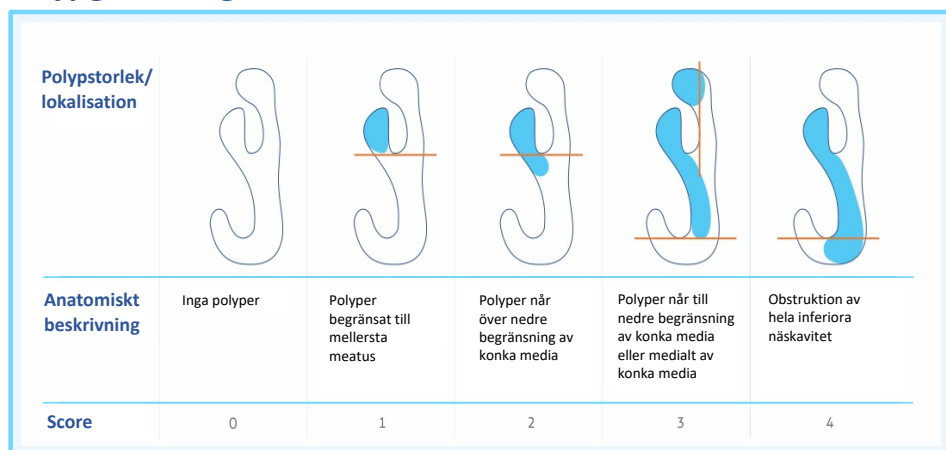 Polypstorlek/
lokalisation
Anatomiskt
beskrivning
Inga polyper
Polyper
begränsat till
mellersta
meatus
Polyper når
över nedre
begränsning av
konka media
Polyper når till
nedre begränsning
av konka media
eller medialt av
konka media
Obstruktion av
hela inferiora
näskavitet
Score
0
1
2
3
4